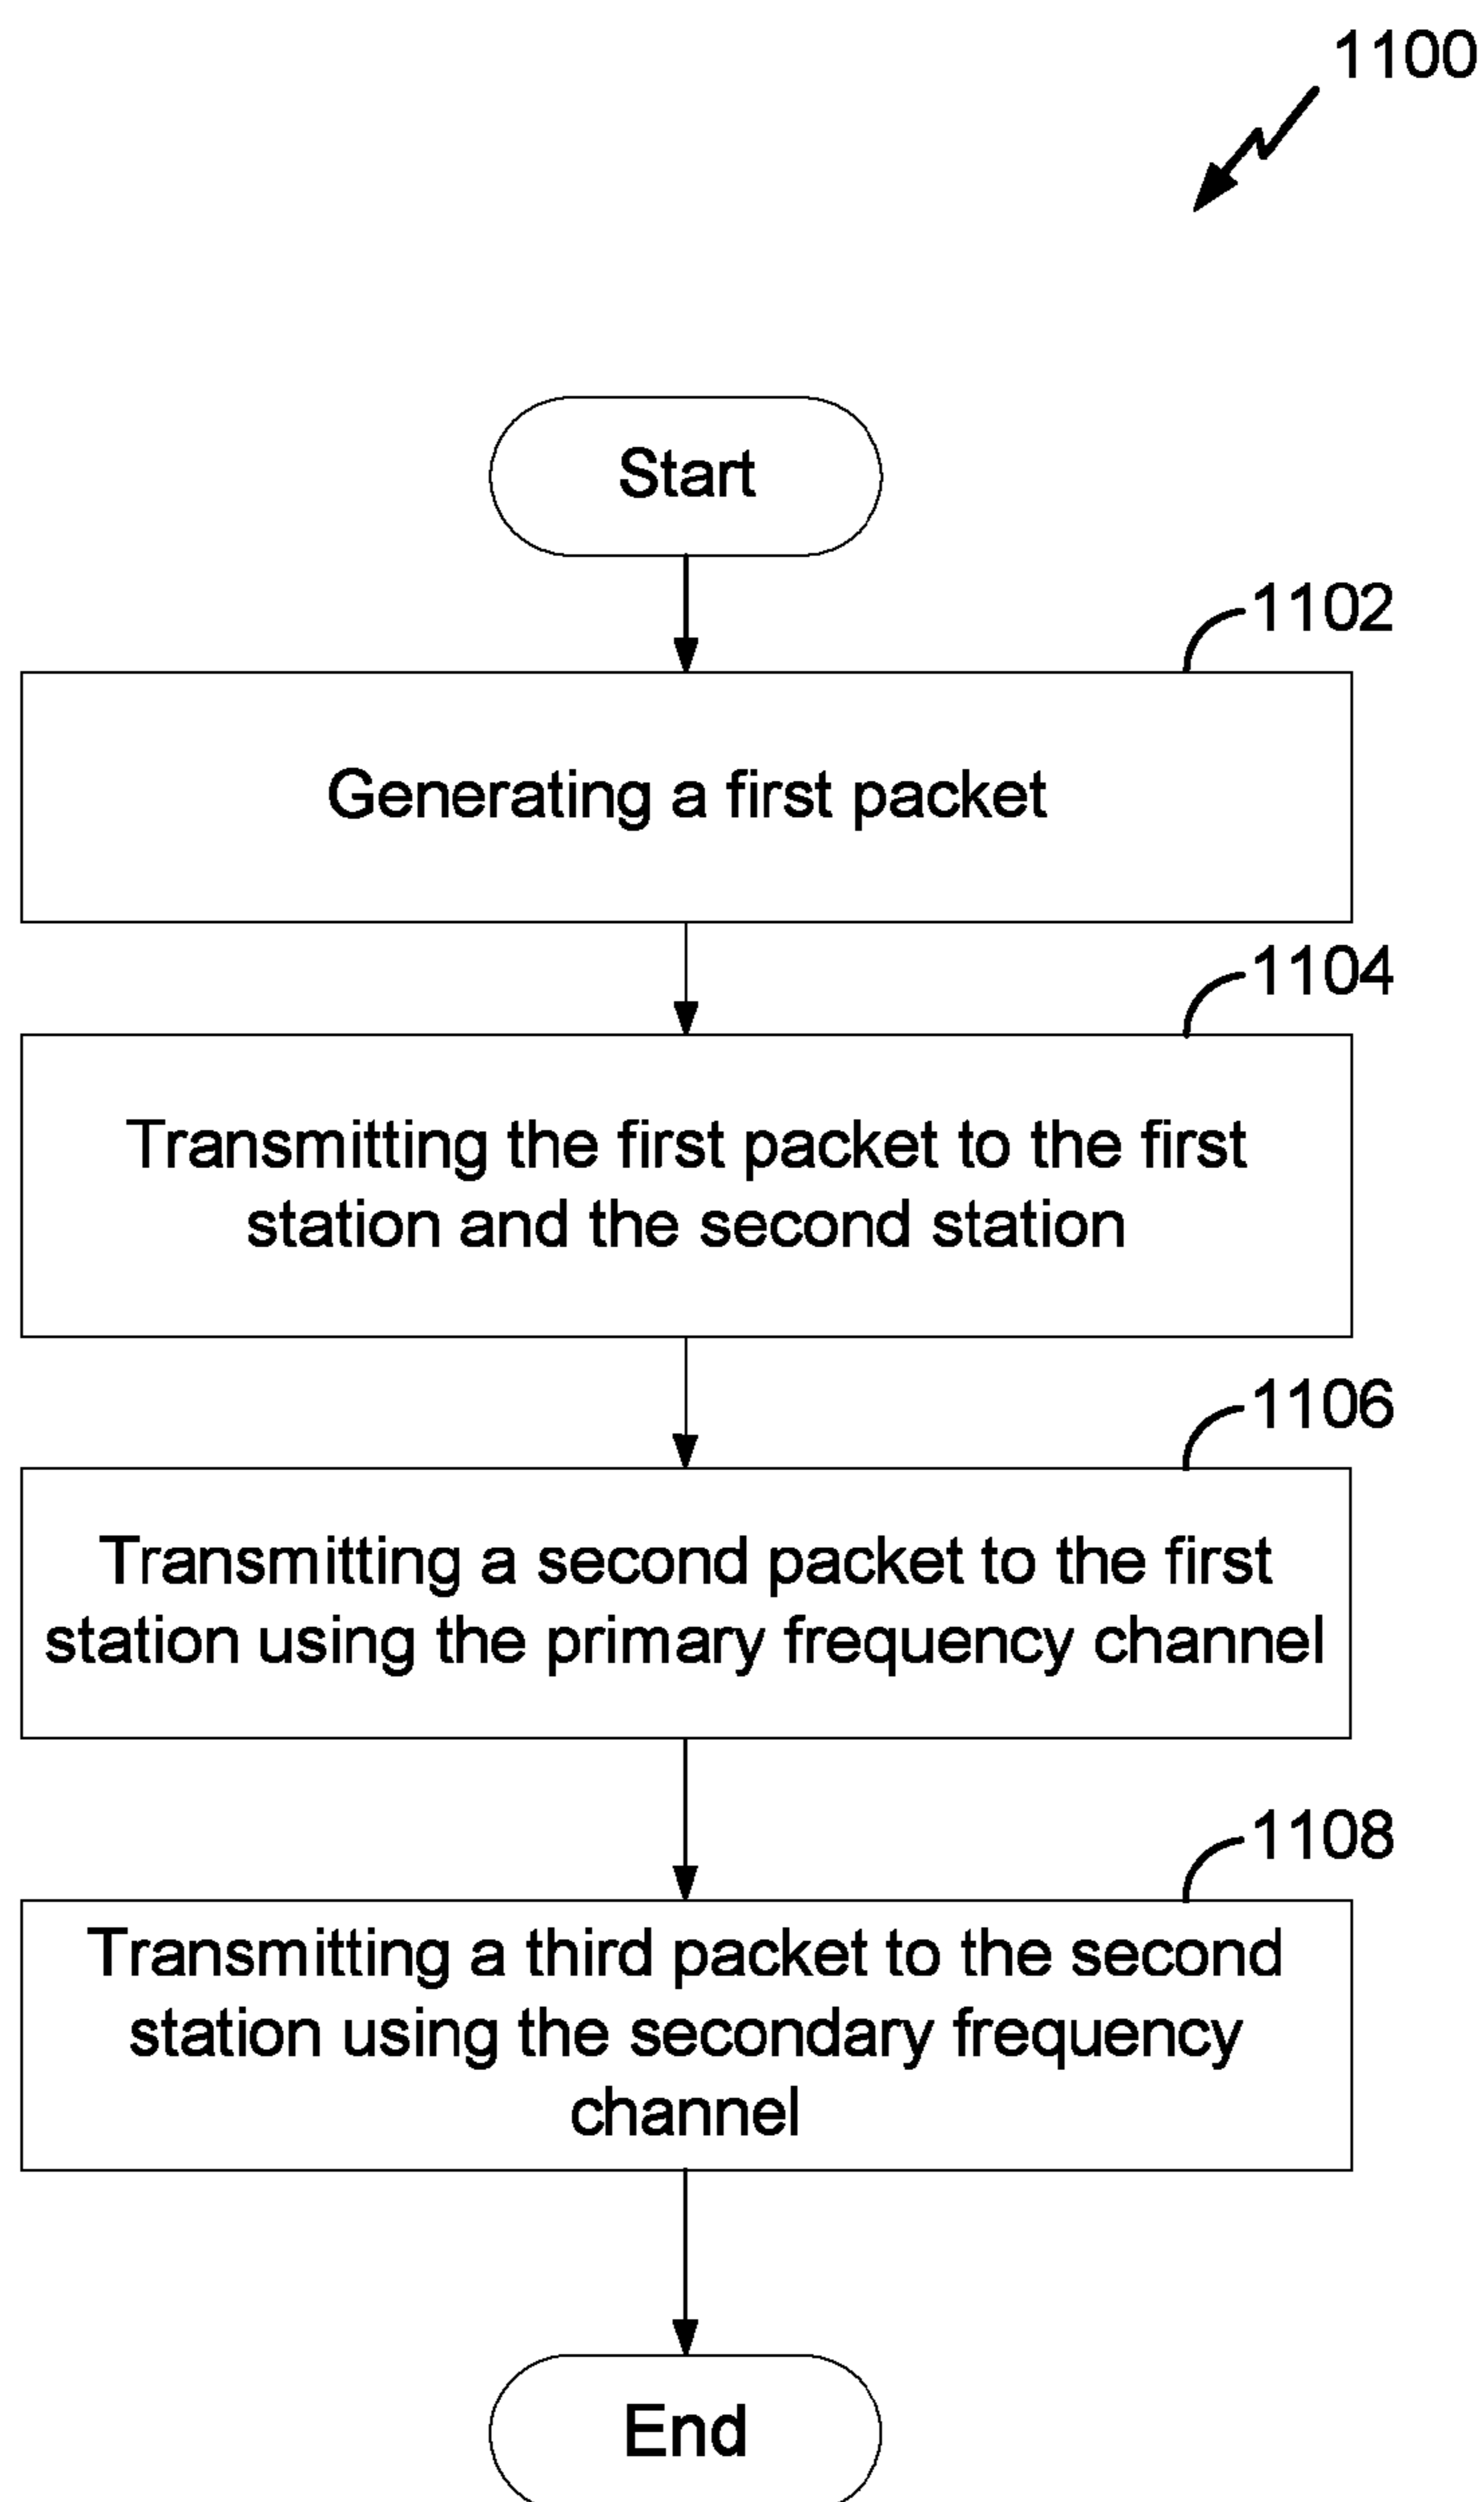 1100
Start
1102
Generating a first packet
1104
Transmitting the first packet to the first
station and the second station
1106
Transmitting a second packet to the first
station using the primary frequency channel
1108
Transmitting a third packet to the second
station using the secondary frequency
channel
End